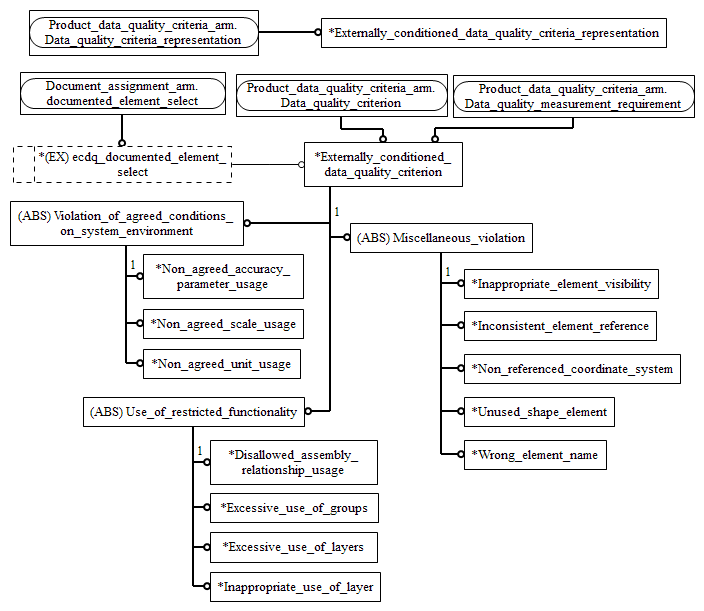 Product_data_quality_criteria_arm.
Data_quality_criteria_representation
*Externally_conditioned_data_quality_criteria_representation
Document_assignment_arm.
documented_element_select
Product_data_quality_criteria_arm.
Data_quality_criterion
Product_data_quality_criteria_arm.
Data_quality_measurement_requirement
*(EX) ecdq_documented_element_
select
*Externally_conditioned_
data_quality_criterion
1
(ABS) Violation_of_agreed_conditions_
on_system_environment
(ABS) Miscellaneous_violation
1
*Non_agreed_accuracy_
parameter_usage
*Non_agreed_scale_usage
*Non_agreed_unit_usage
1
*Inappropriate_element_visibility
*Inconsistent_element_reference
*Non_referenced_coordinate_system
*Unused_shape_element
*Wrong_element_name
(ABS) Use_of_restricted_functionality
1
*Disallowed_assembly_
relationship_usage
*Excessive_use_of_groups
*Excessive_use_of_layers
*Inappropriate_use_of_layer